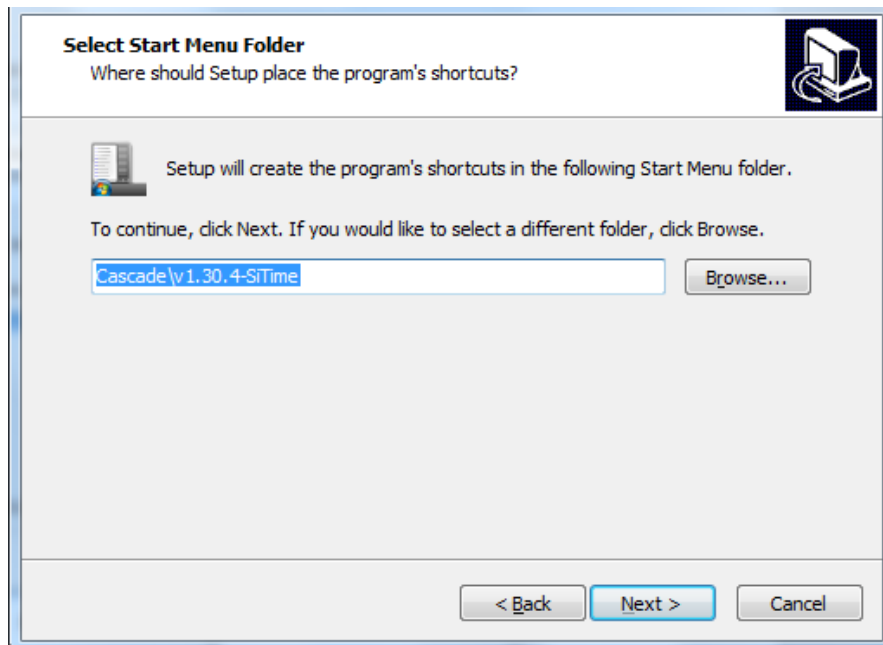 Select Start Menu Folder
Where should Setup place the program's shortcuts?
Setup will create the program's shortcuts in the following Start Menu folder.
To continue, click Next. If you would like to select a different folder, click Browse.
Cascade\v1.30.4-SiTime
Browse...
< Back
Next >
Cancel